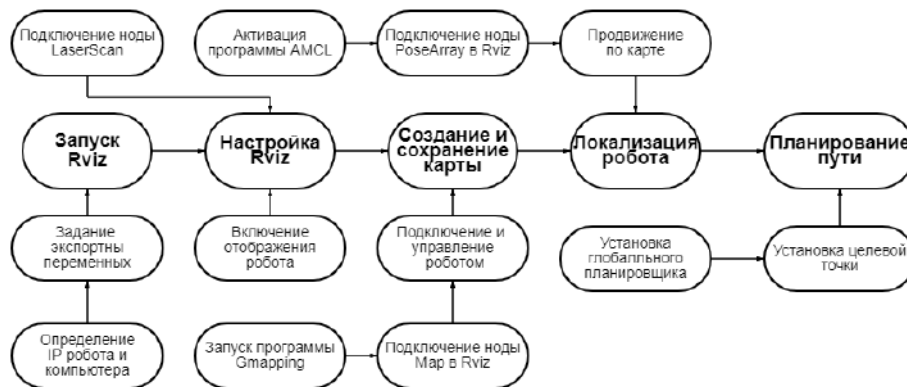 Подключение ноды
LaserScan
Активация
программы AMCL
Подключение ноды
PoseArray в Rviz
Продвижение
по карте
Запуск
Rviz
Настройка
Rviz
Создание и
сохранение
карты
Локализация
робота
Планирование
пути
Задание
экспортны
переменных
Включение
отображения
робота
Подключение и
управление
роботом
Установка
глобалльного
планировщика
Установка целевой
точки
Определение
IP робота и
компьютера
Запуск программы
Gmapping
Подключение ноды
Map в Rviz